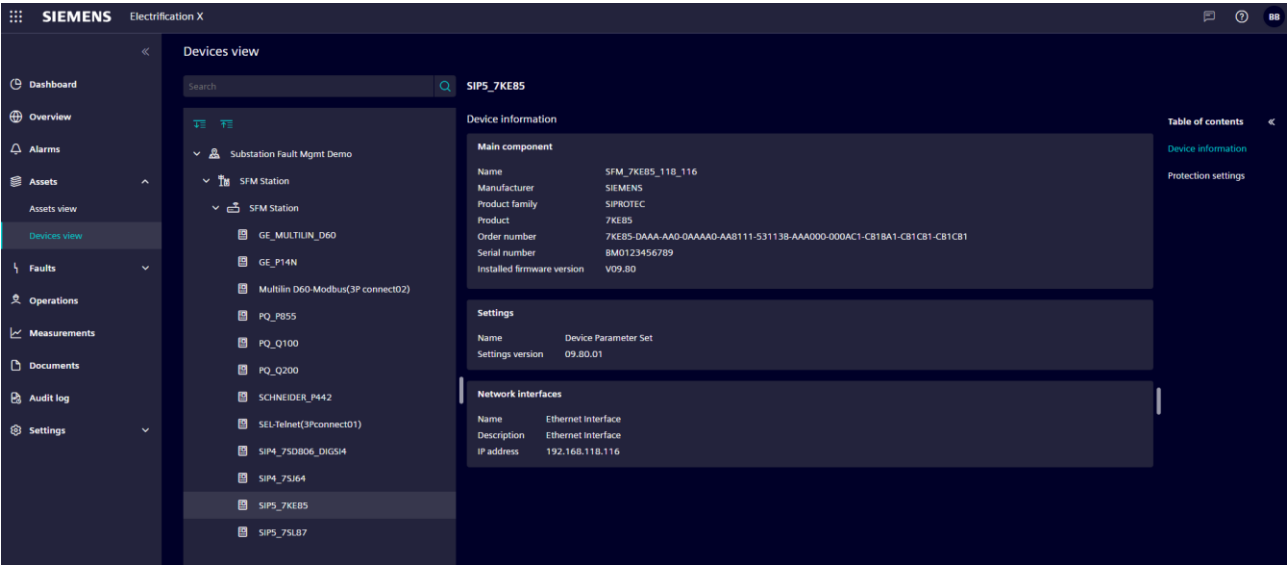 SIEMENS Electrification X BB
Dashboard
Overview
Alarms
Assets
Assets view
Devices view
Faults
Operations
Measurements
Documents
Audit log
Settings
Devices view
Search
Substation Fault Mgmt Demo
SFM Station
SFM Station
GE_MULTILIN_D60
GE_P14N
Multilin D60-Modbus(3P connect02)
PQ_P855
PQ_Q100
PQ_Q200
SCHNEIDER_P442
SEL-Telnet(3Pconnect01)
SIP4_7SD806_DIGSI4
SIP4_7SJ64
SIP5_7KE85
SIP5_7SL87
SIP5_7KE85
Device information
Main component
Name SFM_7KE85_118_116
Manufacturer SIEMENS
Product family SIPROTEC
Product 7KE85
Order number 7KE85-DAAA-AA0-0AAAA0-AA8111-53113B-AAA000-000AC1-CB1BA1-CB1CB1-CB1CB1
Serial number BM0123456789
Installed firmware version V09.80
Settings
Name Device Parameter Set
Settings version 09.80.01
Network interfaces
Name Ethernet Interface
Description Ethernet Interface
IP address 192.168.118.116
Table of contents
Device information
Protection settings